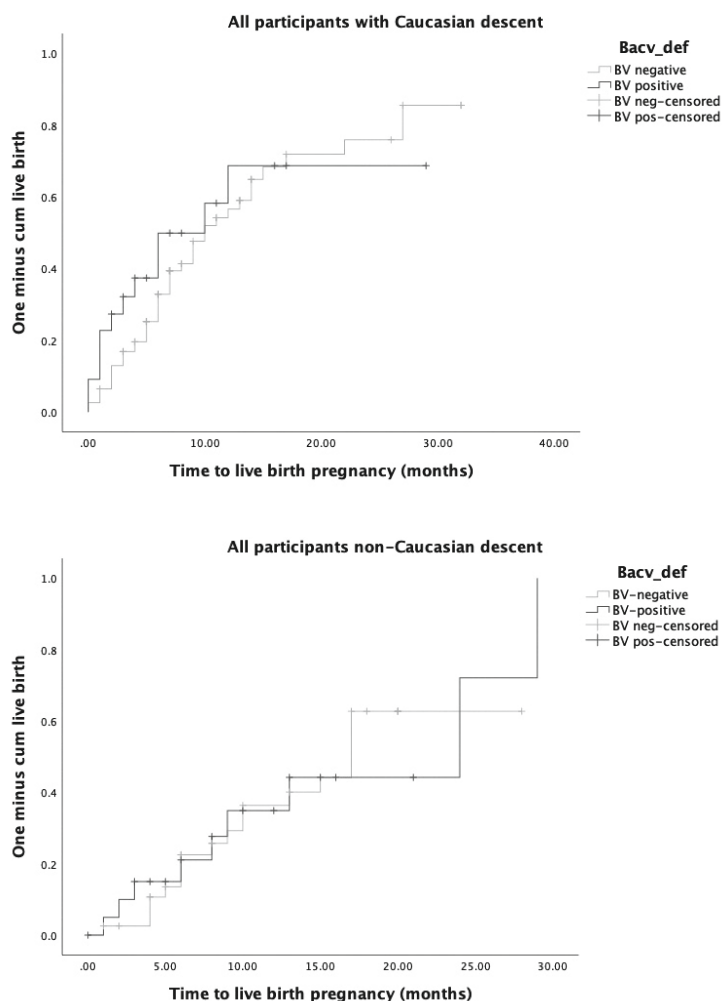 All participants with Caucasian descent
Bacv_def
BV negative
BV positive
BV neg-censored
BV pos-censored
One minus cum live birth
1.0
0.8
0.6
0.4
0.2
0.0
.00 10.00 20.00 30.00 40.00
Time to live birth pregnancy (months)
All participants non-Caucasian descent
Bacv_def
BV-negative
BV-positive
BV neg-censored
BV pos-censored
One minus cum live birth
1.0
0.8
0.6
0.4
0.2
0.0
.00 5.00 10.00 15.00 20.00 25.00 30.00
Time to live birth pregnancy (months)